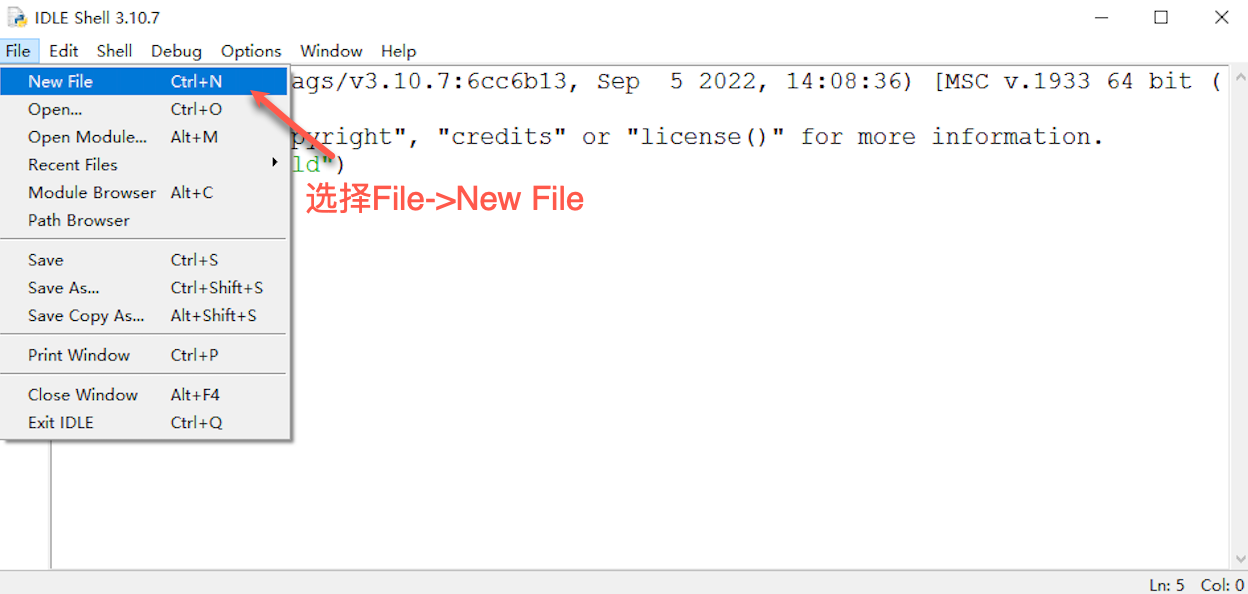 IDLE Shell 3.10.7
File Edit Shell Debug Options Window Help
New File Ctrl+N
ags/v3.10.7:6cc6b13, Sep 5 2022, 14:08:36) [MSC v.1933 64 bit (
Open... Ctrl+O
Open Module... Alt+M
pyright", "credits" or "license()" for more information.
Recent Files
ld")
Module Browser Alt+C
选择File->New File
Path Browser
Save Ctrl+S
Save As... Ctrl+Shift+S
Save Copy As... Alt+Shift+S
Print Window Ctrl+P
Close Window Alt+F4
Exit IDLE Ctrl+Q
Ln: 5 Col: 0